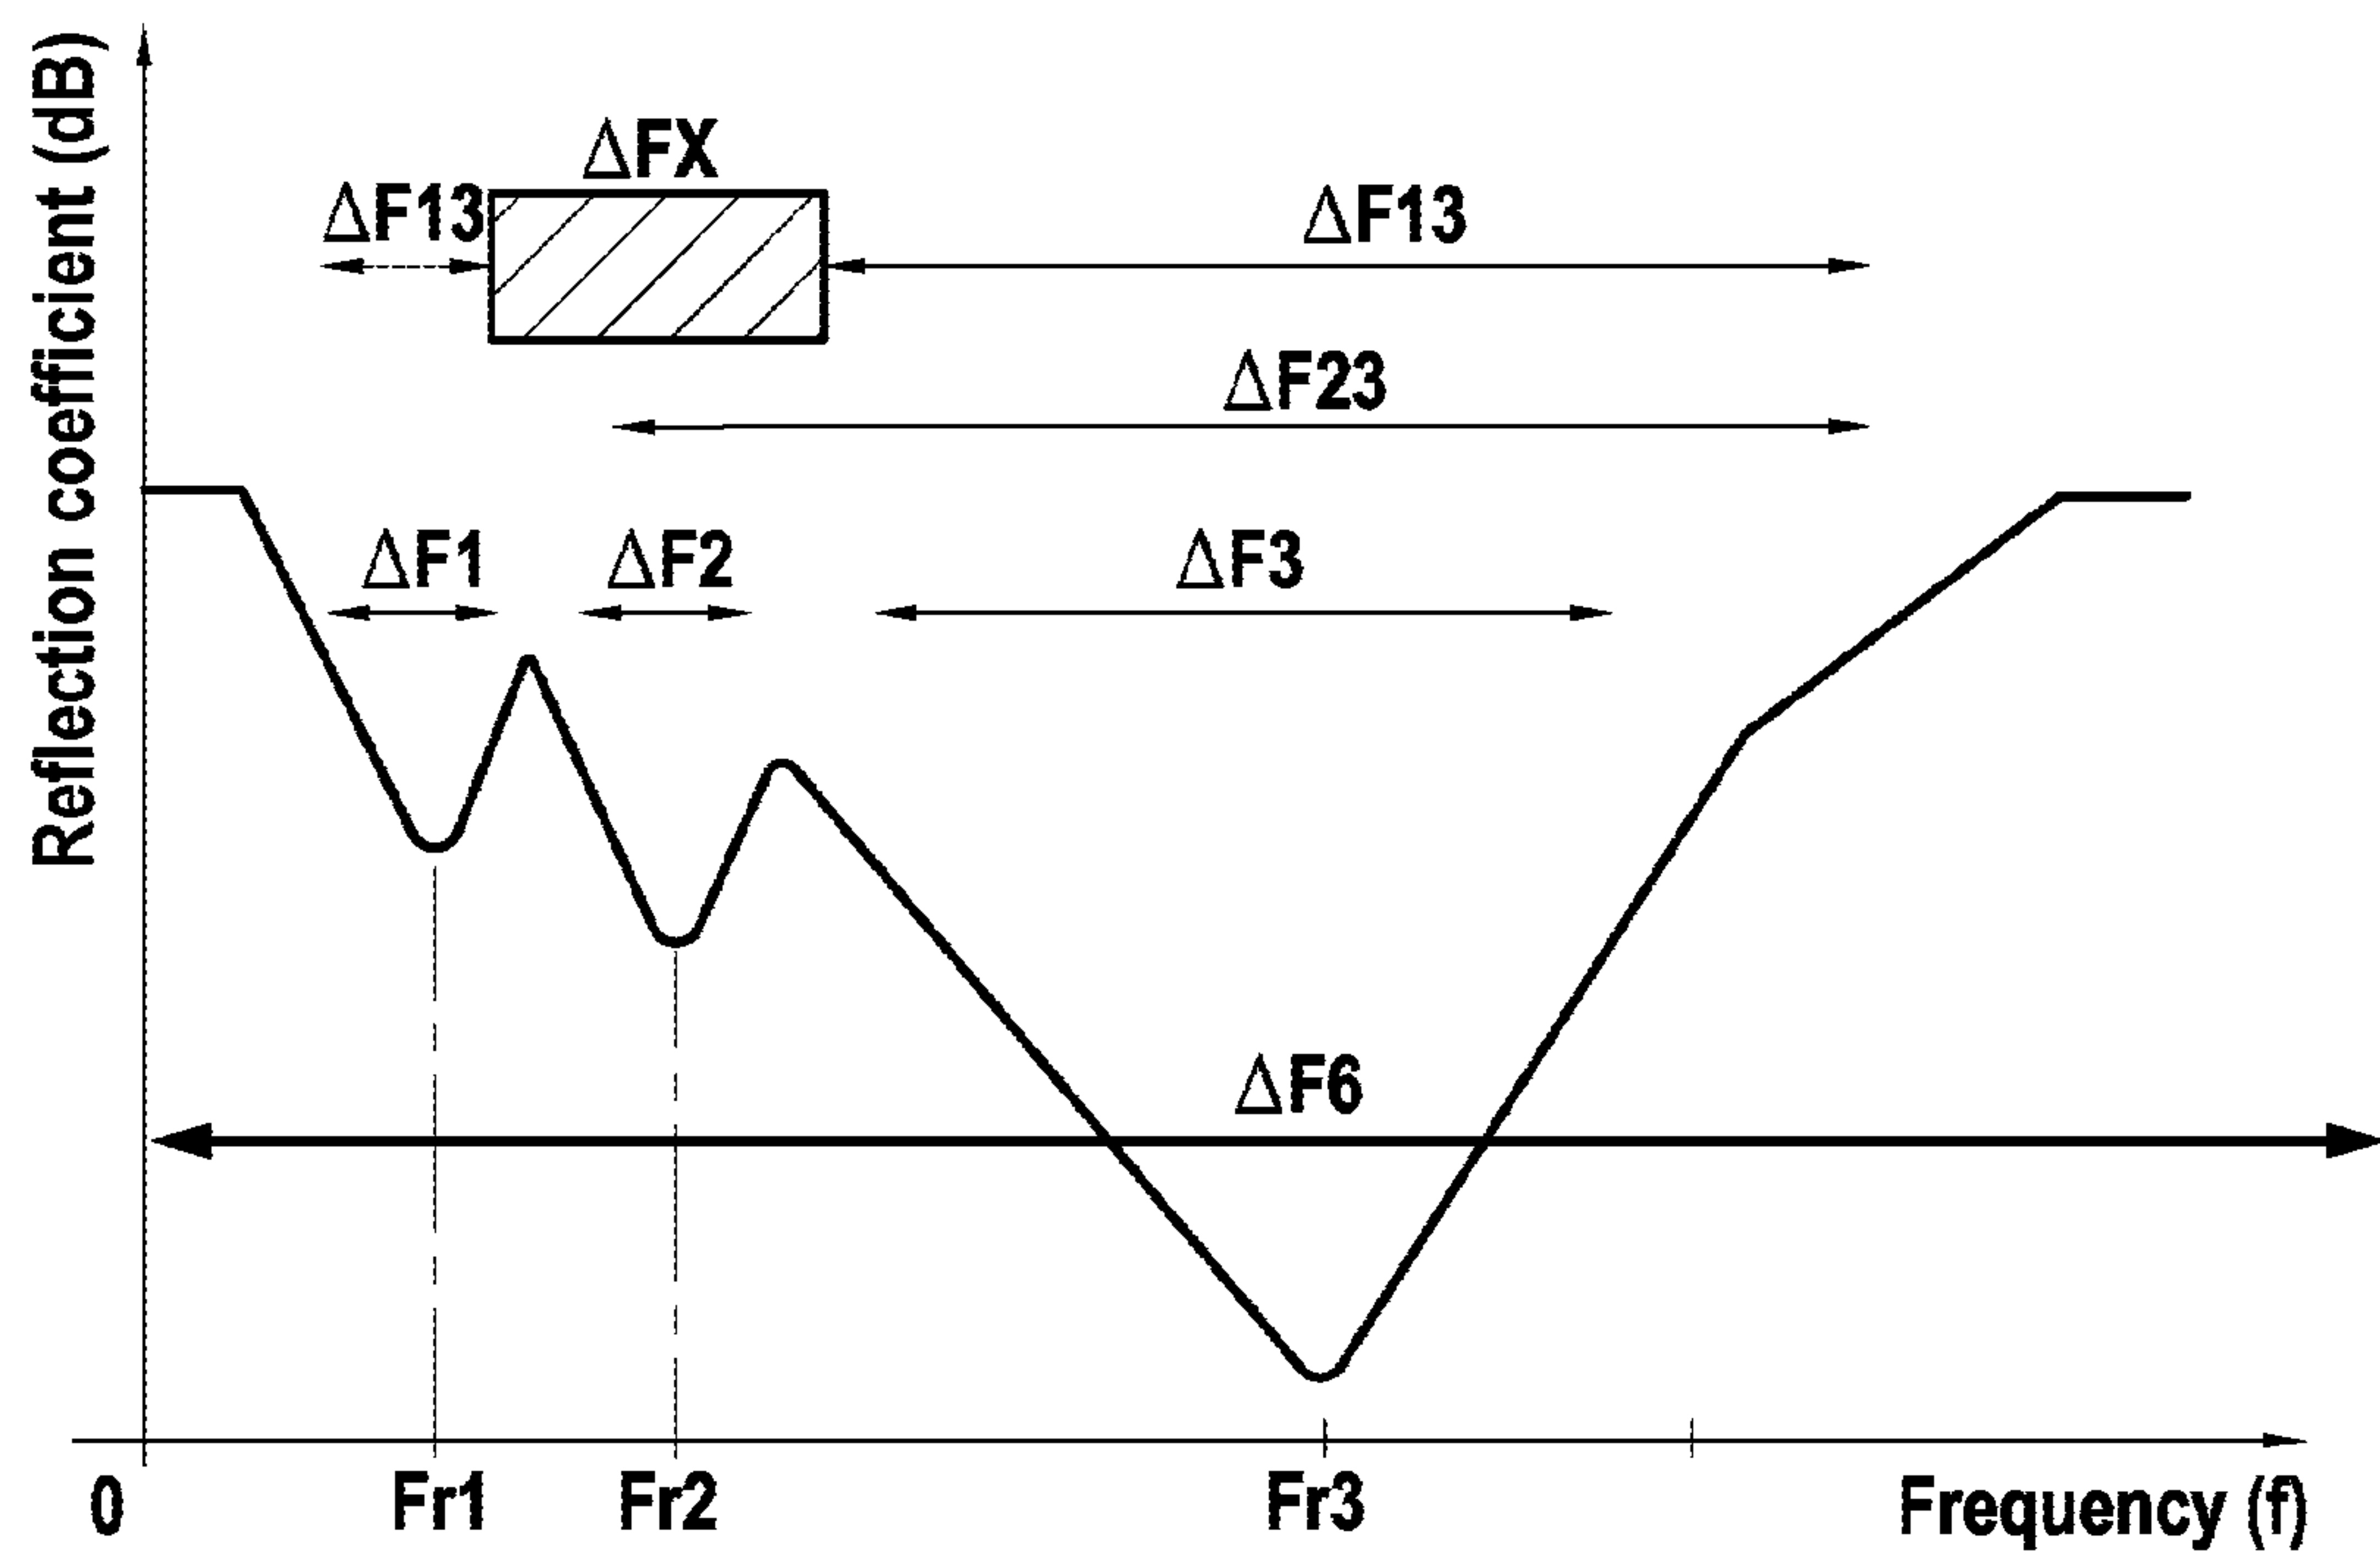 Reflection coefficient (dB)
ΔFX
ΔF13
ΔF13
ΔF23
ΔF1
ΔF2
ΔF3
ΔF6
0
Fr1
Fr2
Fr3
Frequency (f)